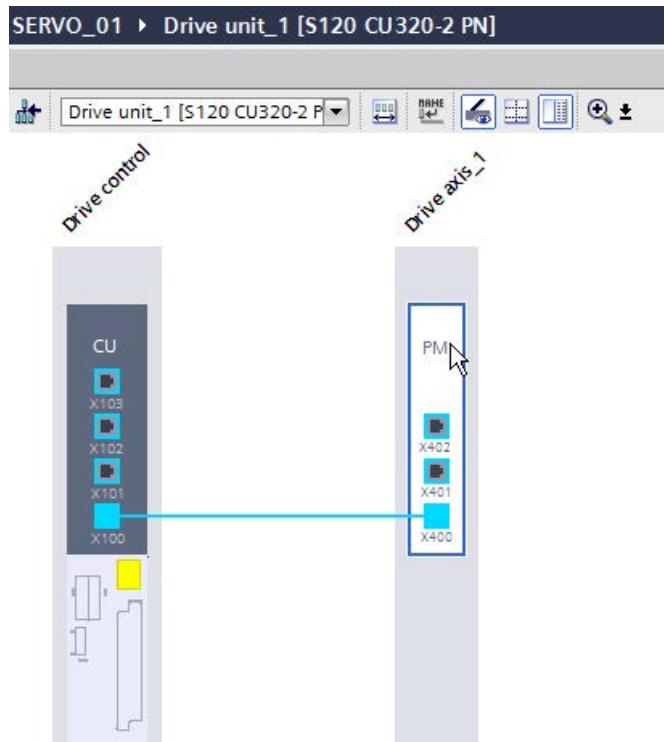 SERVO_01 ▸ Drive unit_1 [S120 CU320-2 PN]
Drive unit_1 [S120 CU320-2 P
NAME
Drive control
Drive axis_1
CU
PM
X103
X102
X402
X101
X401
X100
X400